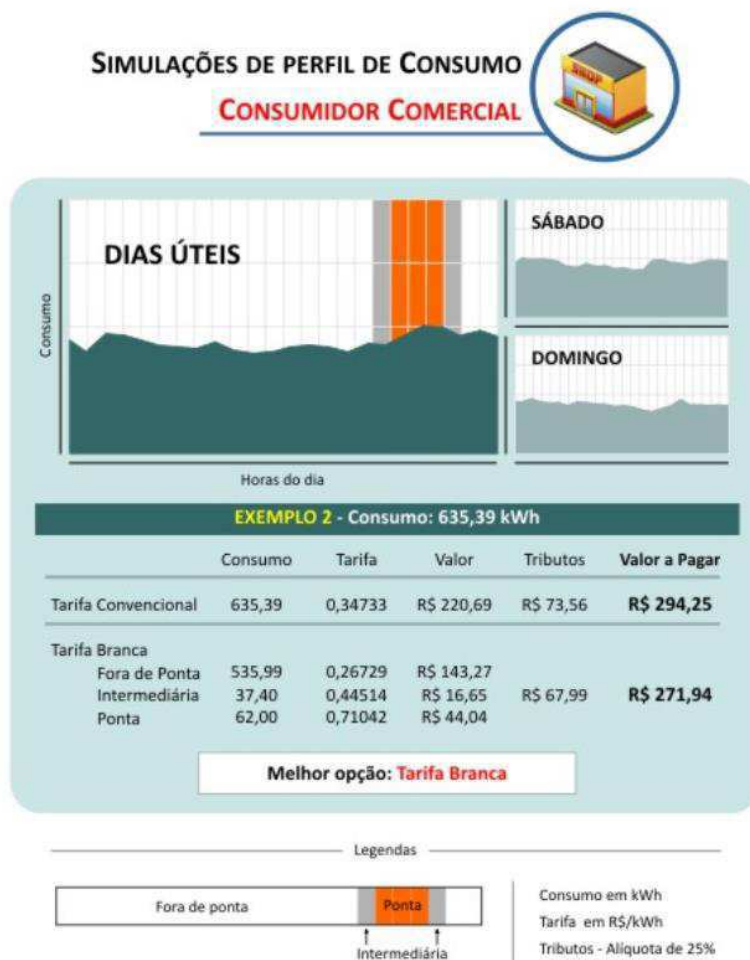 SIMULAÇÕES DE PERFIL DE CONSUMO
CONSUMIDOR COMERCIAL
SHOP
DIAS ÚTEIS
SÁBADO
DOMINGO
Consumo
Horas do dia
EXEMPLO 2 - Consumo: 635,39 kWh
Consumo Tarifa Valor Tributos Valor a Pagar
Tarifa Convencional 635,39 0,34733 R$ 220,69 R$ 73,56 R$ 294,25
Tarifa Branca
Fora de Ponta 535,99 0,26729 R$ 143,27
Intermediária 37,40 0,44514 R$ 16,65 R$ 67,99 R$ 271,94
Ponta 62,00 0,71042 R$ 44,04
Melhor opção: Tarifa Branca
Legendas
Fora de ponta Ponta
Intermediária
Consumo em kWh
Tarifa em R$/kWh
Tributos - Alíquota de 25%